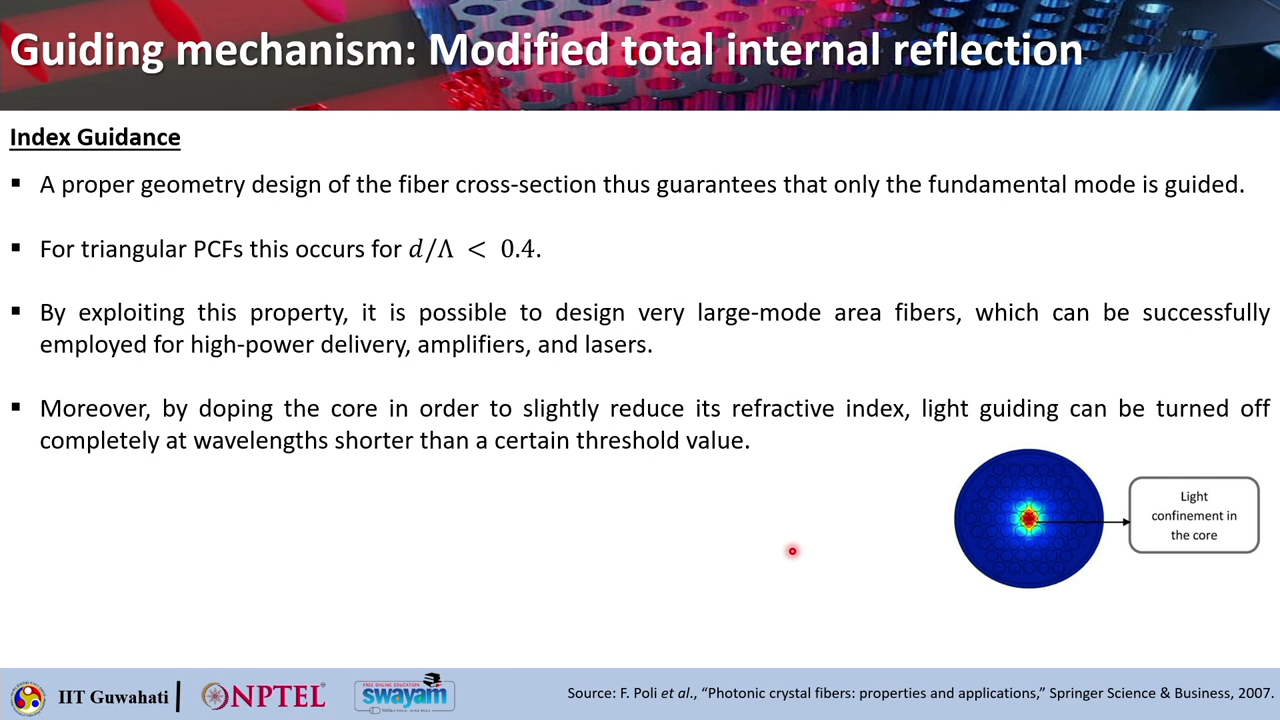 Guiding mechanism: Modified total internal reflection
Index Guidance
▪ A proper geometry design of the fiber cross-section thus guarantees that only the fundamental mode is guided.
▪ For triangular PCFs this occurs for 𝑑/Λ < 0.4.
▪ By exploiting this property, it is possible to design very large-mode area fibers, which can be successfully
employed for high-power delivery, amplifiers, and lasers.
▪ Moreover, by doping the core in order to slightly reduce its refractive index, light guiding can be turned off
completely at wavelengths shorter than a certain threshold value.
Light
confinement in
the core
IIT Guwahati
NPTEL
FREE ONLINE EDUCATION
swayam
Source: F. Poli et al., “Photonic crystal fibers: properties and applications,” Springer Science & Business, 2007.